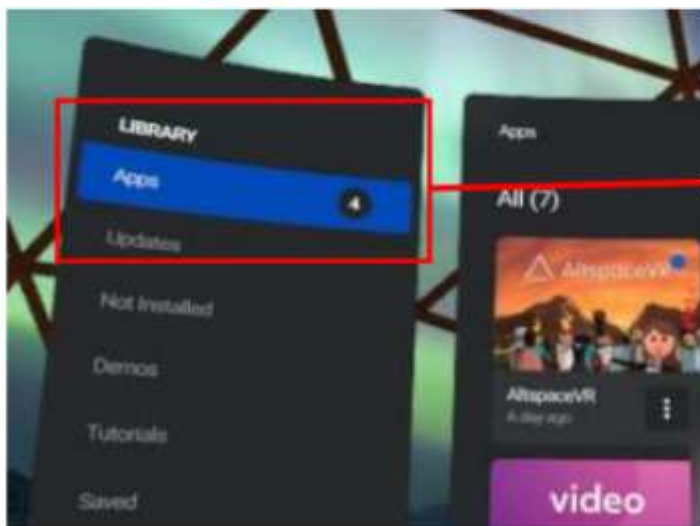 LIBRARY
Apps
4
Updates
Not Installed
Demos
Tutorials
Saved
Apps
All (7)
AltspaceVR
AltspaceVR
A day ago
video